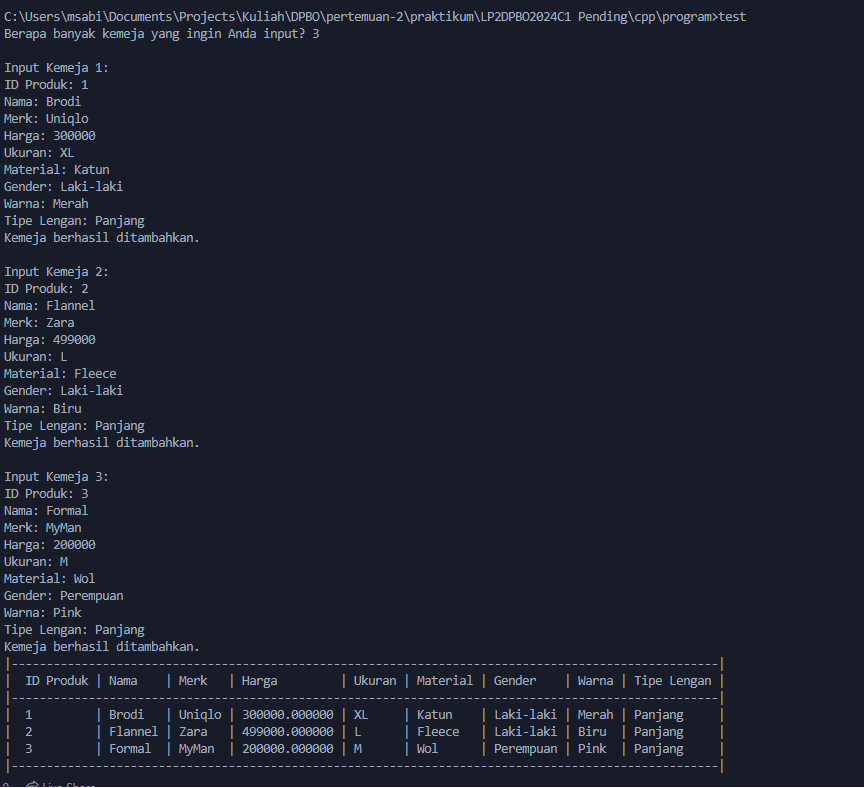 C:\Users\msabi\Documents\Projects\Kuliah\DPBO\pertemuan-2\praktikum\LP2DPBO2024C1 Pending\cpp\program>test
Berapa banyak kemeja yang ingin Anda input? 3

Input Kemeja 1:
ID Produk: 1
Nama: Brodi
Merk: Uniqlo
Harga: 300000
Ukuran: XL
Material: Katun
Gender: Laki-laki
Warna: Merah
Tipe Lengan: Panjang
Kemeja berhasil ditambahkan.

Input Kemeja 2:
ID Produk: 2
Nama: Flannel
Merk: Zara
Harga: 499000
Ukuran: L
Material: Fleece
Gender: Laki-laki
Warna: Biru
Tipe Lengan: Panjang
Kemeja berhasil ditambahkan.

Input Kemeja 3:
ID Produk: 3
Nama: Formal
Merk: MyMan
Harga: 200000
Ukuran: M
Material: Wol
Gender: Perempuan
Warna: Pink
Tipe Lengan: Panjang
Kemeja berhasil ditambahkan.
|-----------------------------------------------------------------------------------------------------|
|  ID Produk | Nama    | Merk   | Harga         | Ukuran | Material | Gender    | Warna | Tipe Lengan |
|-----------------------------------------------------------------------------------------------------|
|  1         | Brodi   | Uniqlo | 300000.000000 | XL     | Katun    | Laki-laki | Merah | Panjang     |
|  2         | Flannel | Zara   | 499000.000000 | L      | Fleece   | Laki-laki | Biru  | Panjang     |
|  3         | Formal  | MyMan  | 200000.000000 | M      | Wol      | Perempuan | Pink  | Panjang     |
|-----------------------------------------------------------------------------------------------------|
Live Share